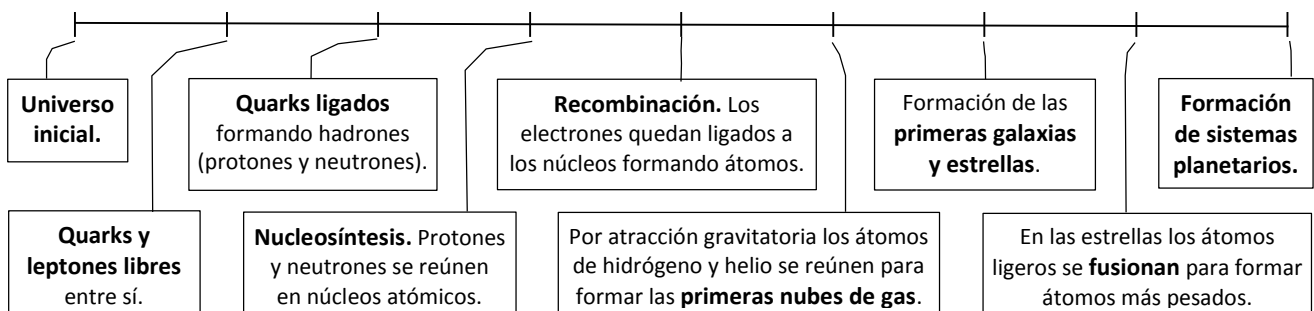 Universo
inicial.
Quarks y
leptones libres
entre sí.
Quarks ligados
formando hadrones
(protones y neutrones).
Nucleosíntesis. Protones
y neutrones se reúnen
en núcleos atómicos.
Recombinación. Los
electrones quedan ligados a
los núcleos formando átomos.
Por atracción gravitatoria los átomos
de hidrógeno y helio se reúnen para
formar las primeras nubes de gas.
Formación de las
primeras galaxias
y estrellas.
En las estrellas los átomos
ligeros se fusionan para formar
átomos más pesados.
Formación
de sistemas
planetarios.